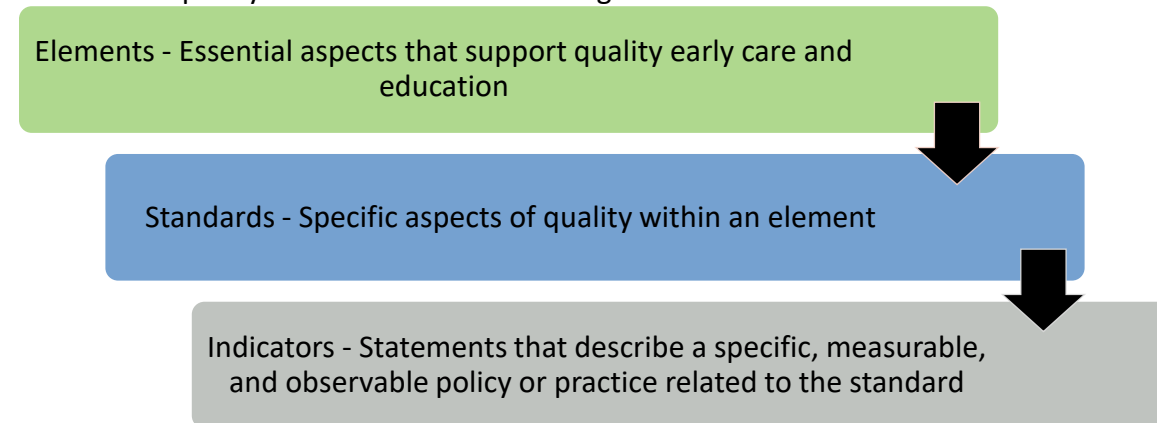 Elements - Essential aspects that support quality early care and
education
Standards - Specific aspects of quality within an element
Indicators - Statements that describe a specific, measurable,
and observable policy or practice related to the standard